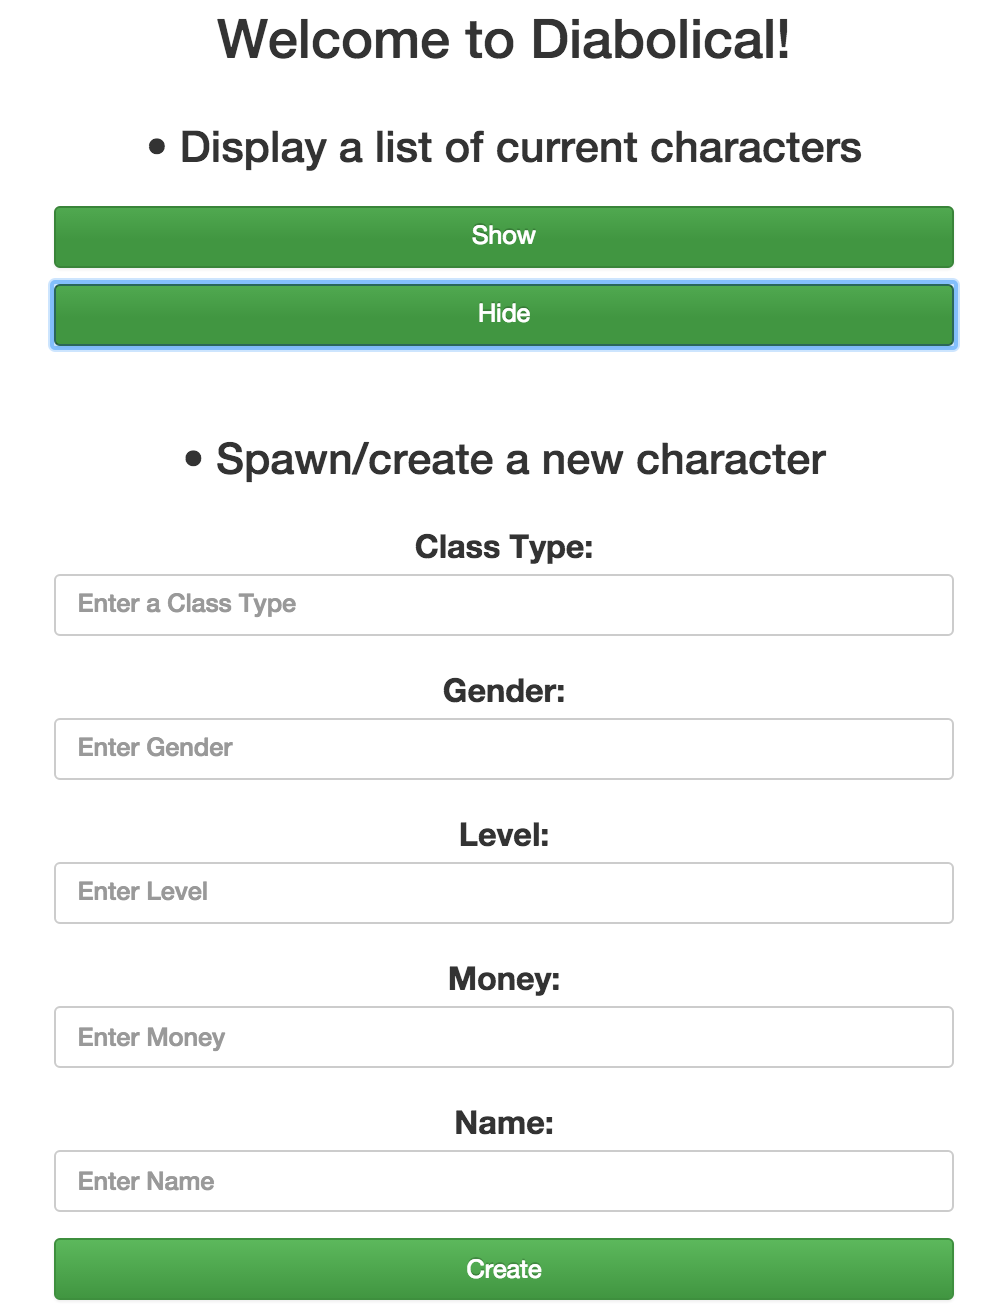 Welcome to Diabolical!
• Display a list of current characters
Show
Hide
• Spawn/create a new character
Class Type:
Enter a Class Type
Gender:
Enter Gender
Level:
Enter Level
Money:
Enter Money
Name:
Enter Name
Create